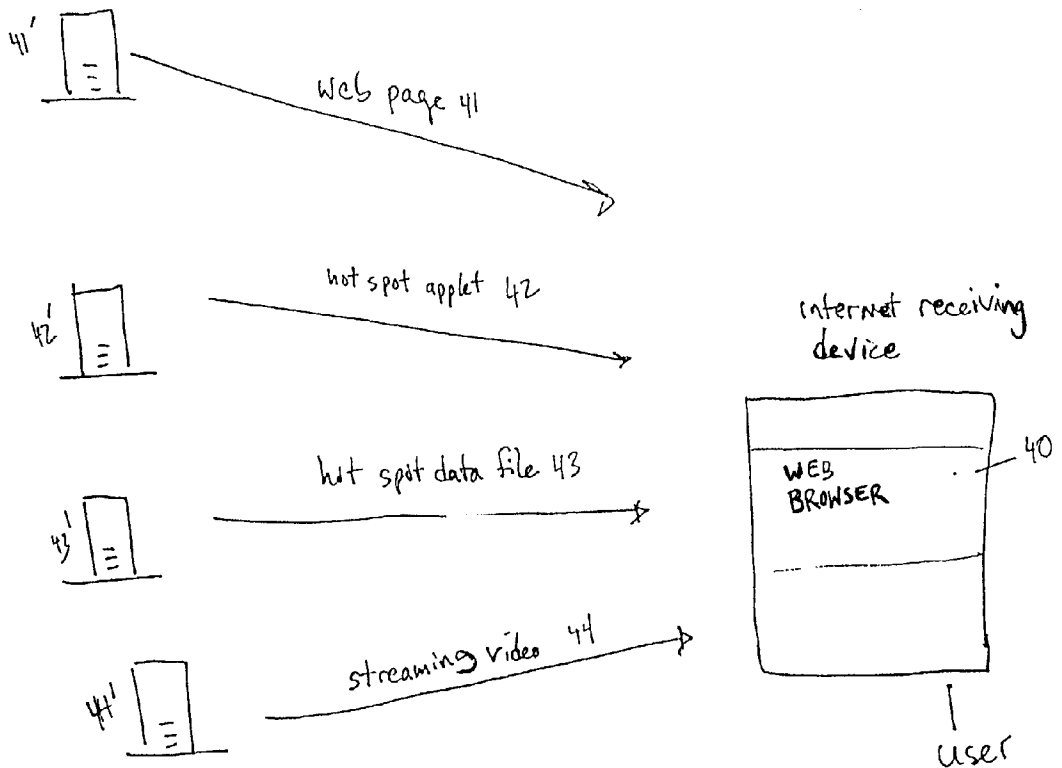 41'
web page 41
hot spot applet 42
42'
internet receiving
device
hot spot data file 43
43'
WEB
BROWSER
40
streaming video 44
44'
user